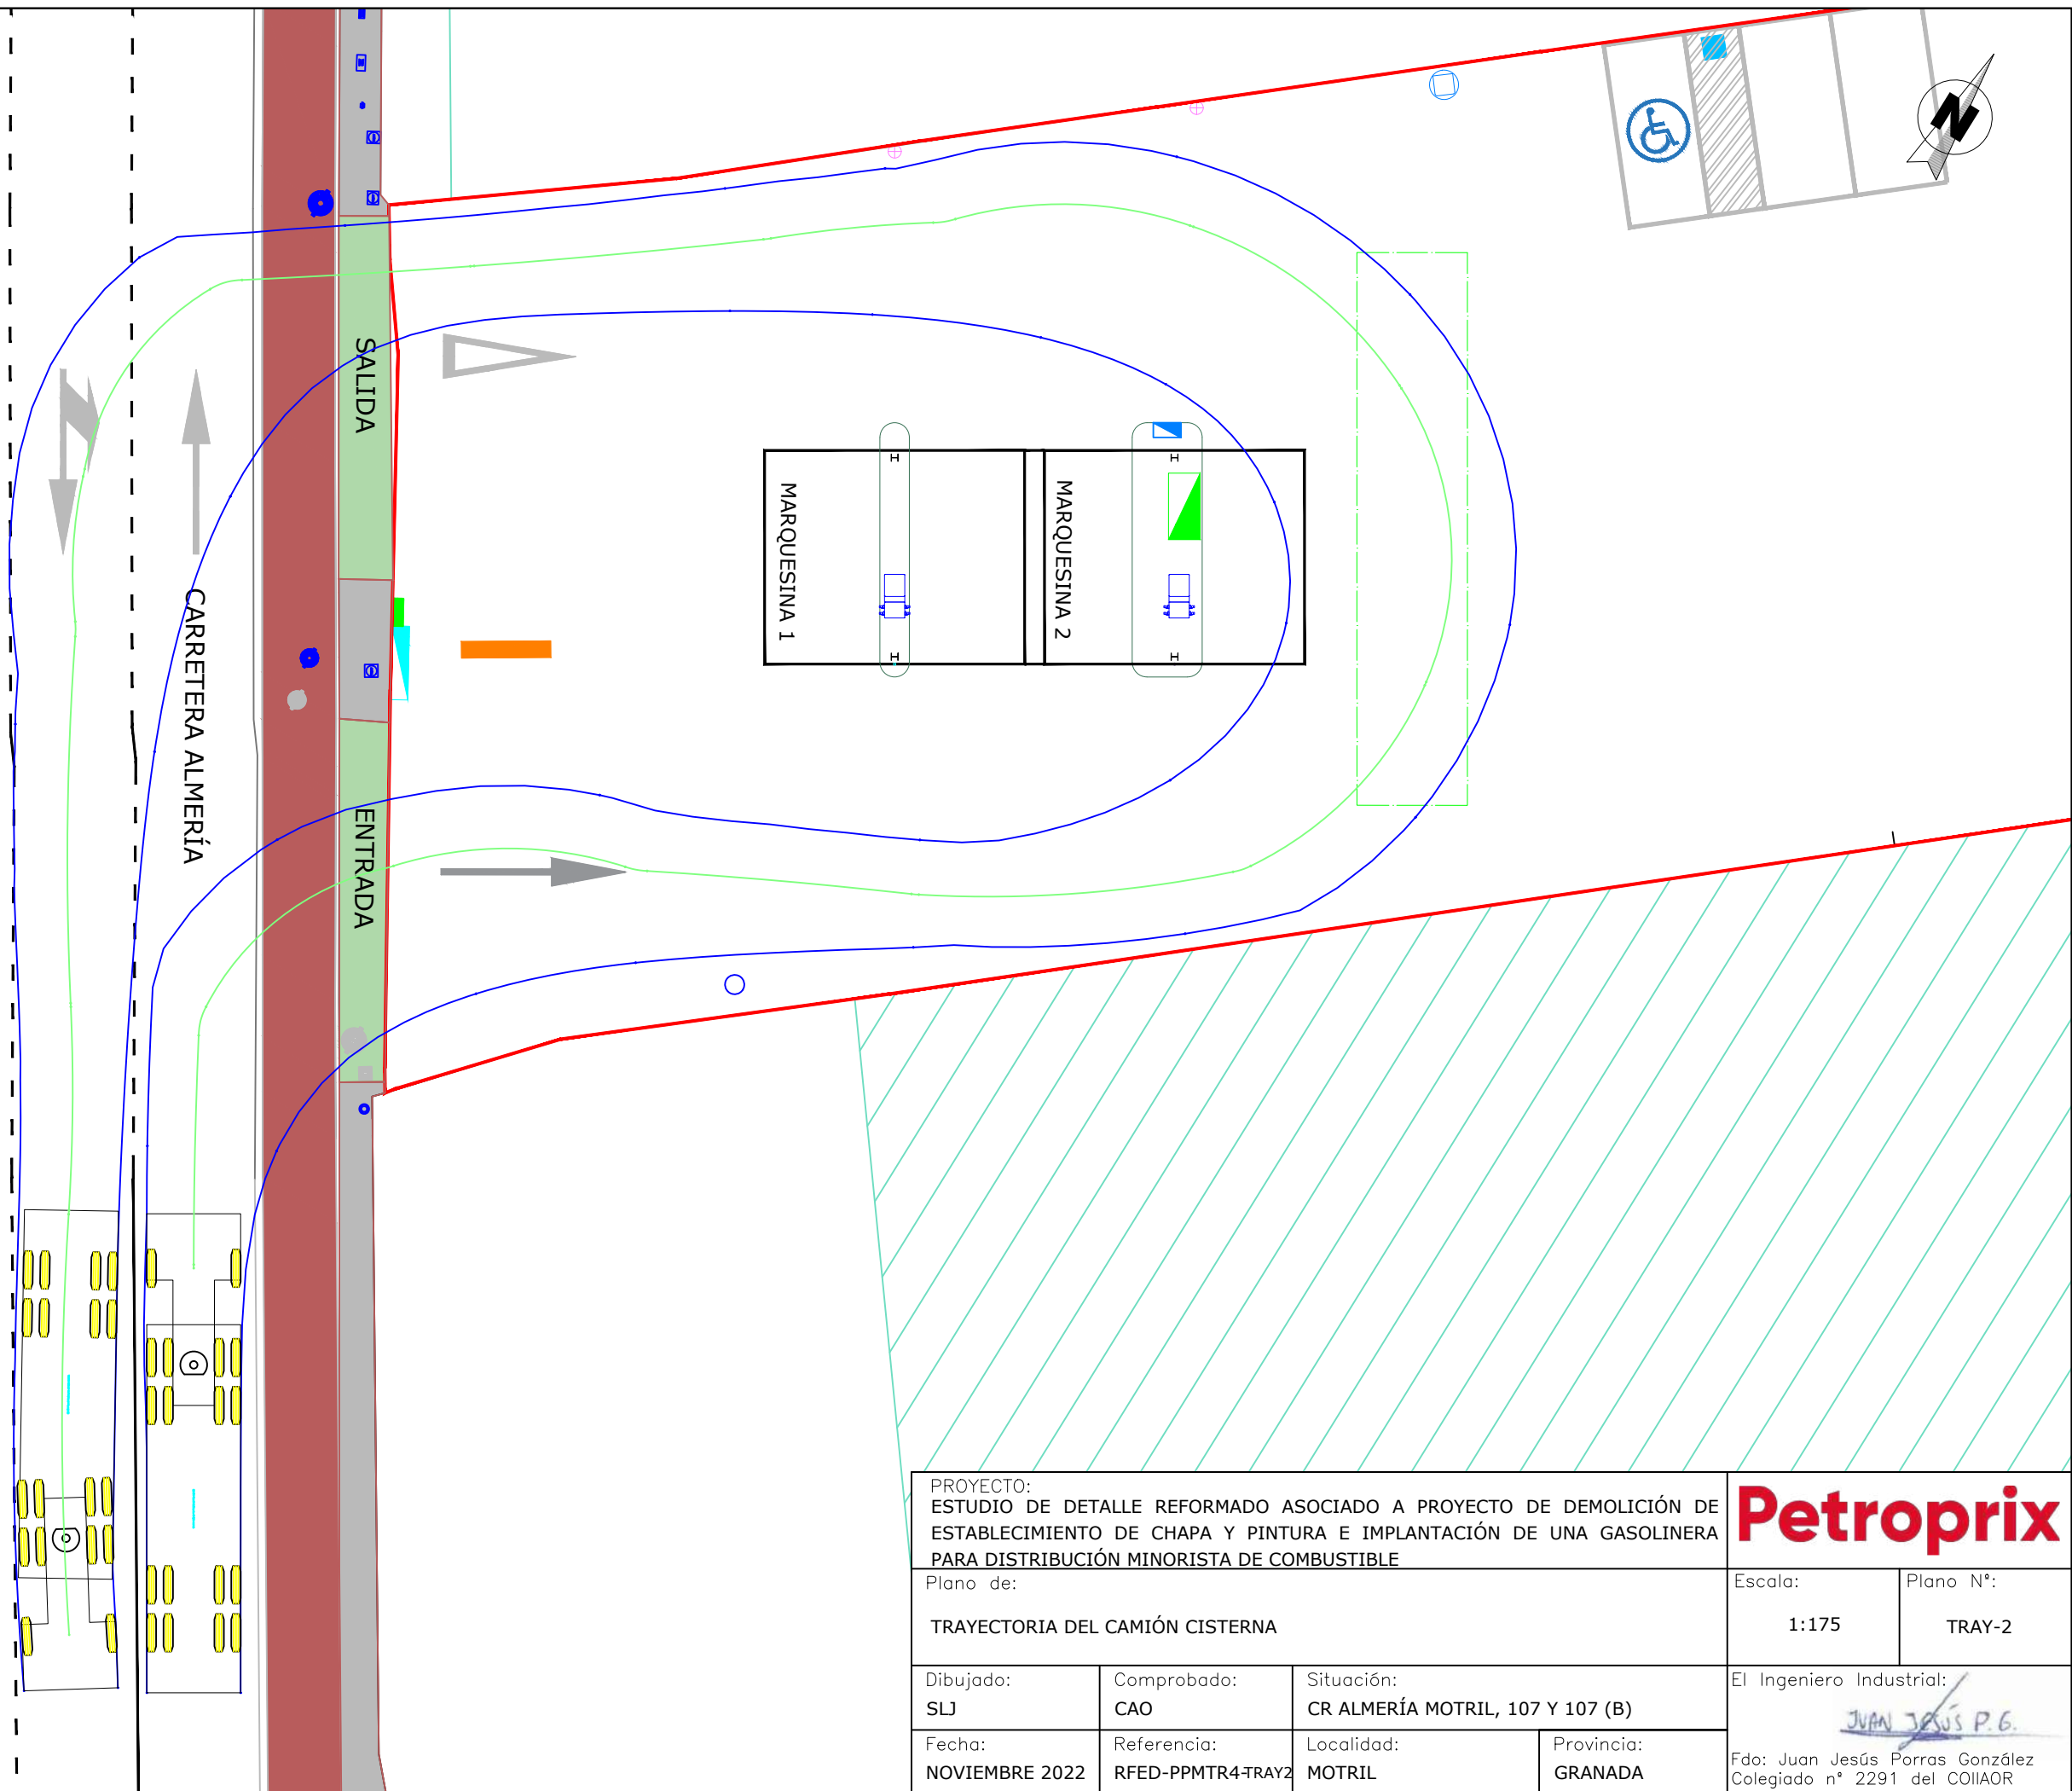 N
SALIDA
MARQUESINA 1
MARQUESINA 2
CARRETERA ALMERÍA
ENTRADA
PROYECTO:
ESTUDIO DE DETALLE REFORMADO ASOCIADO A PROYECTO DE DEMOLICIÓN DE
ESTABLECIMIENTO DE CHAPA Y PINTURA E IMPLANTACIÓN DE UNA GASOLINERA
PARA DISTRIBUCIÓN MINORISTA DE COMBUSTIBLE
Petroprix
Plano de:
TRAYECTORIA DEL CAMIÓN CISTERNA
Escala:
1:175
Plano Nº:
TRAY-2
Dibujado:
SLJ
Comprobado:
CAO
Situación:
CR ALMERÍA MOTRIL, 107 Y 107 (B)
El Ingeniero Industrial:
JUAN JESÚS P. G.
Fdo: Juan Jesús Porras González
Colegiado nº 2291 del COIIAOR
Fecha:
NOVIEMBRE 2022
Referencia:
RFED-PPMTR4-TRAY2
Localidad:
MOTRIL
Provincia:
GRANADA